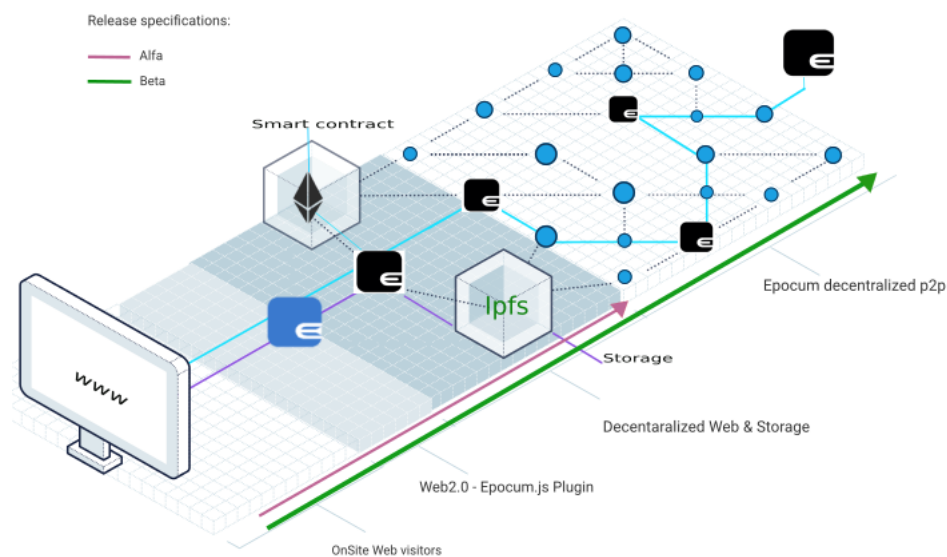 Release specifications:
Alfa
Beta
Smart contract
Ipfs
www
Epocum decentralized p2p
Storage
Decentaralized Web & Storage
Web2.0 - Epocum.js Plugin
OnSite Web visitors